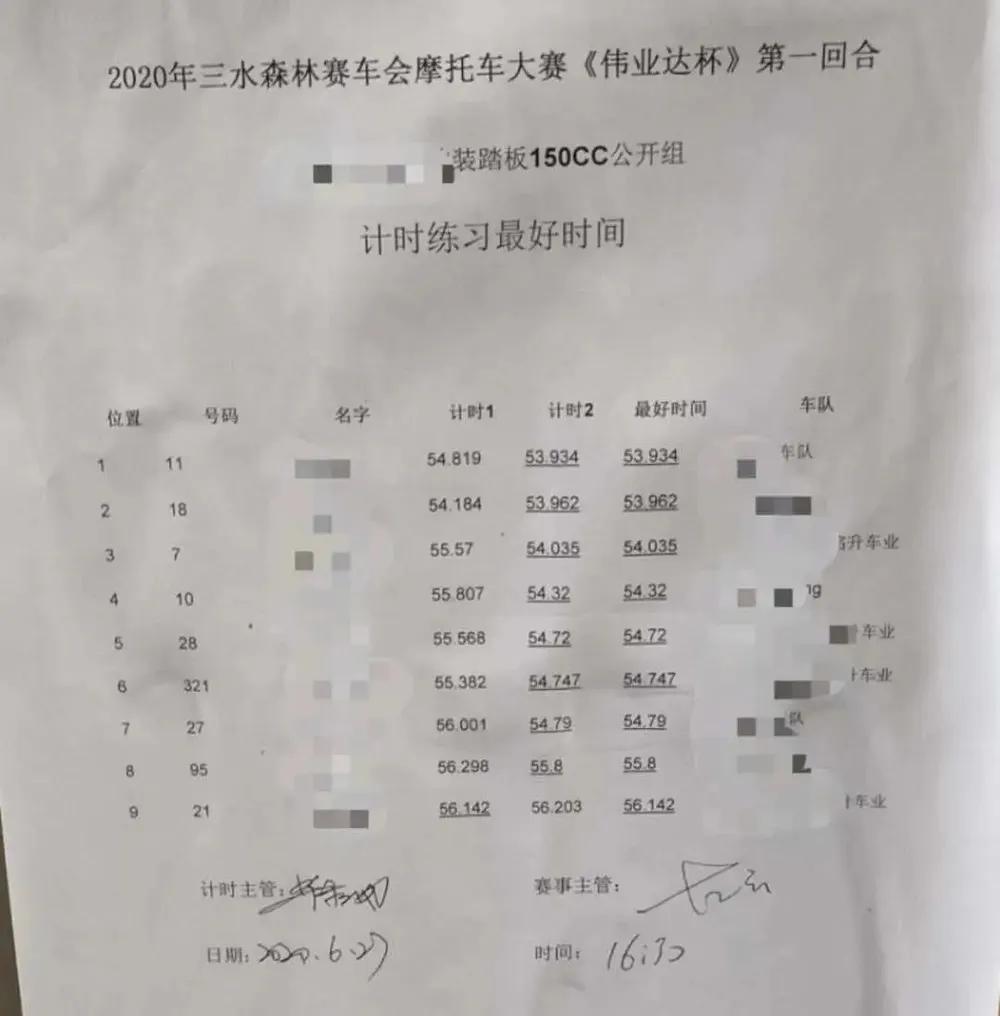 2020年三水森林赛车会摩托车大赛《伟业达杯》第一回合
装踏板150CC公开组
计时练习最好时间
位置 号码 名字 计时1 计时2 最好时间 车队
1 11 54.819 53.934 53.934 车队
2 18 54.184 53.962 53.962
3 7 55.57 54.035 54.035 升车业
4 10 55.807 54.32 54.32 ng
5 28 55.568 54.72 54.72 车业
6 321 55.382 54.747 54.747 车业
7 27 56.001 54.79 54.79 队
8 95 56.298 55.8 55.8
9 21 56.142 56.203 56.142 车业
计时主管: 赛事主管:
日期: 2020.6.27 时间: 16:30